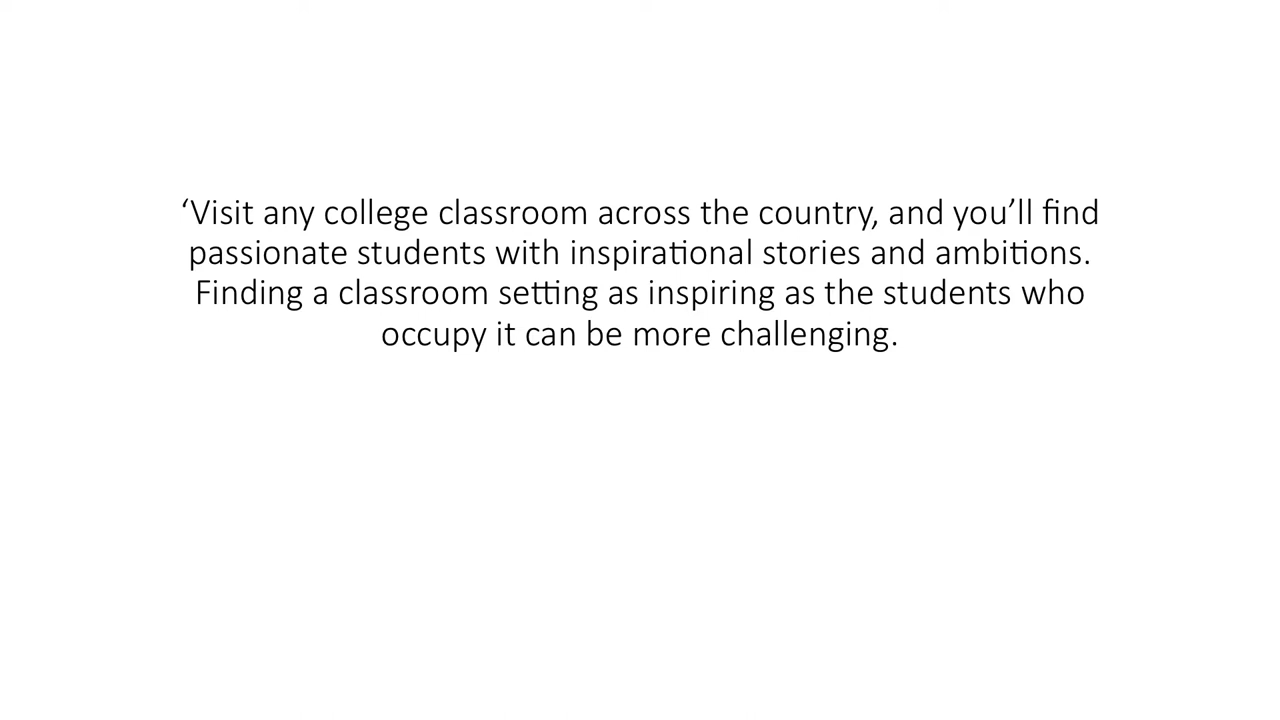 ‘Visit any college classroom across the country, and you’ll find
passionate students with inspirational stories and ambitions.
Finding a classroom setting as inspiring as the students who
occupy it can be more challenging.